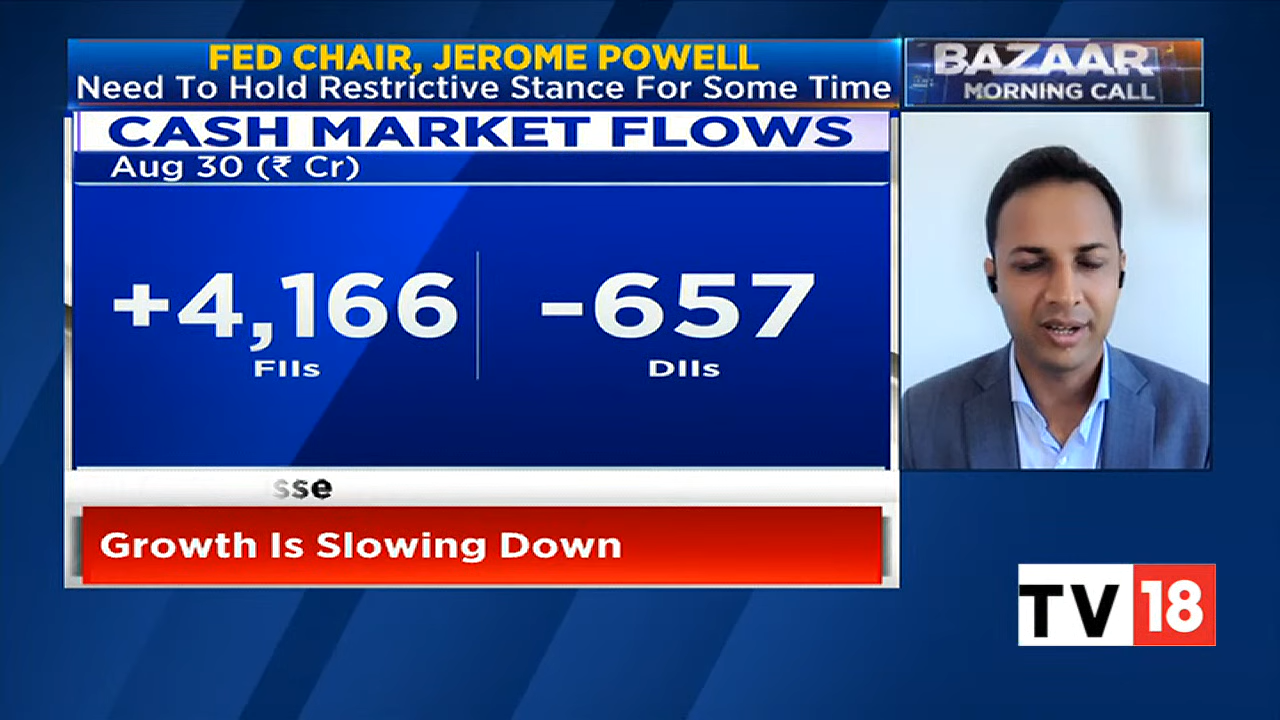 FED CHAIR, JEROME POWELL
Need To Hold Restrictive Stance For Some Time
BAZAAR
MORNING CALL
CASH MARKET FLOWS
Aug 30 (₹ Cr)
+4,166
FIIs
-657
DIIs
sse
Growth Is Slowing Down
TV18